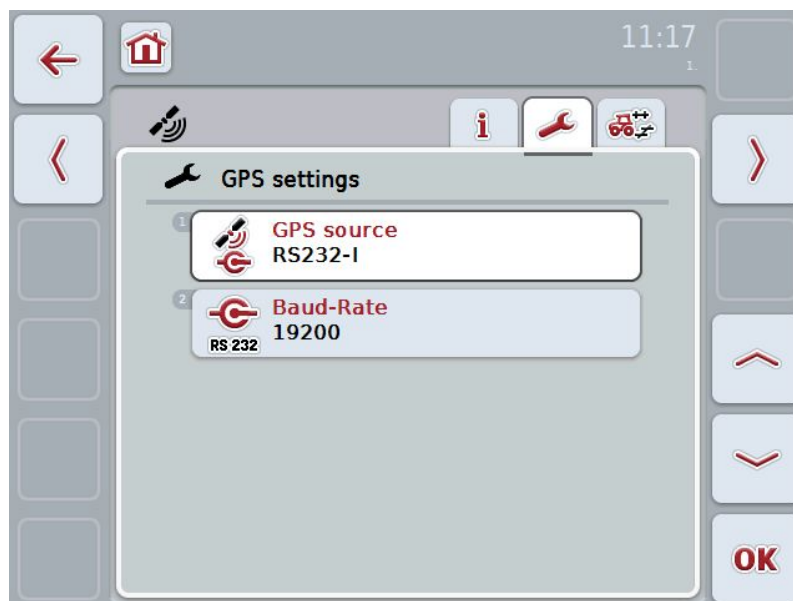 11:17
1.
i
GPS settings
1
GPS source
RS232-I
2
Baud-Rate
19200
RS 232
OK